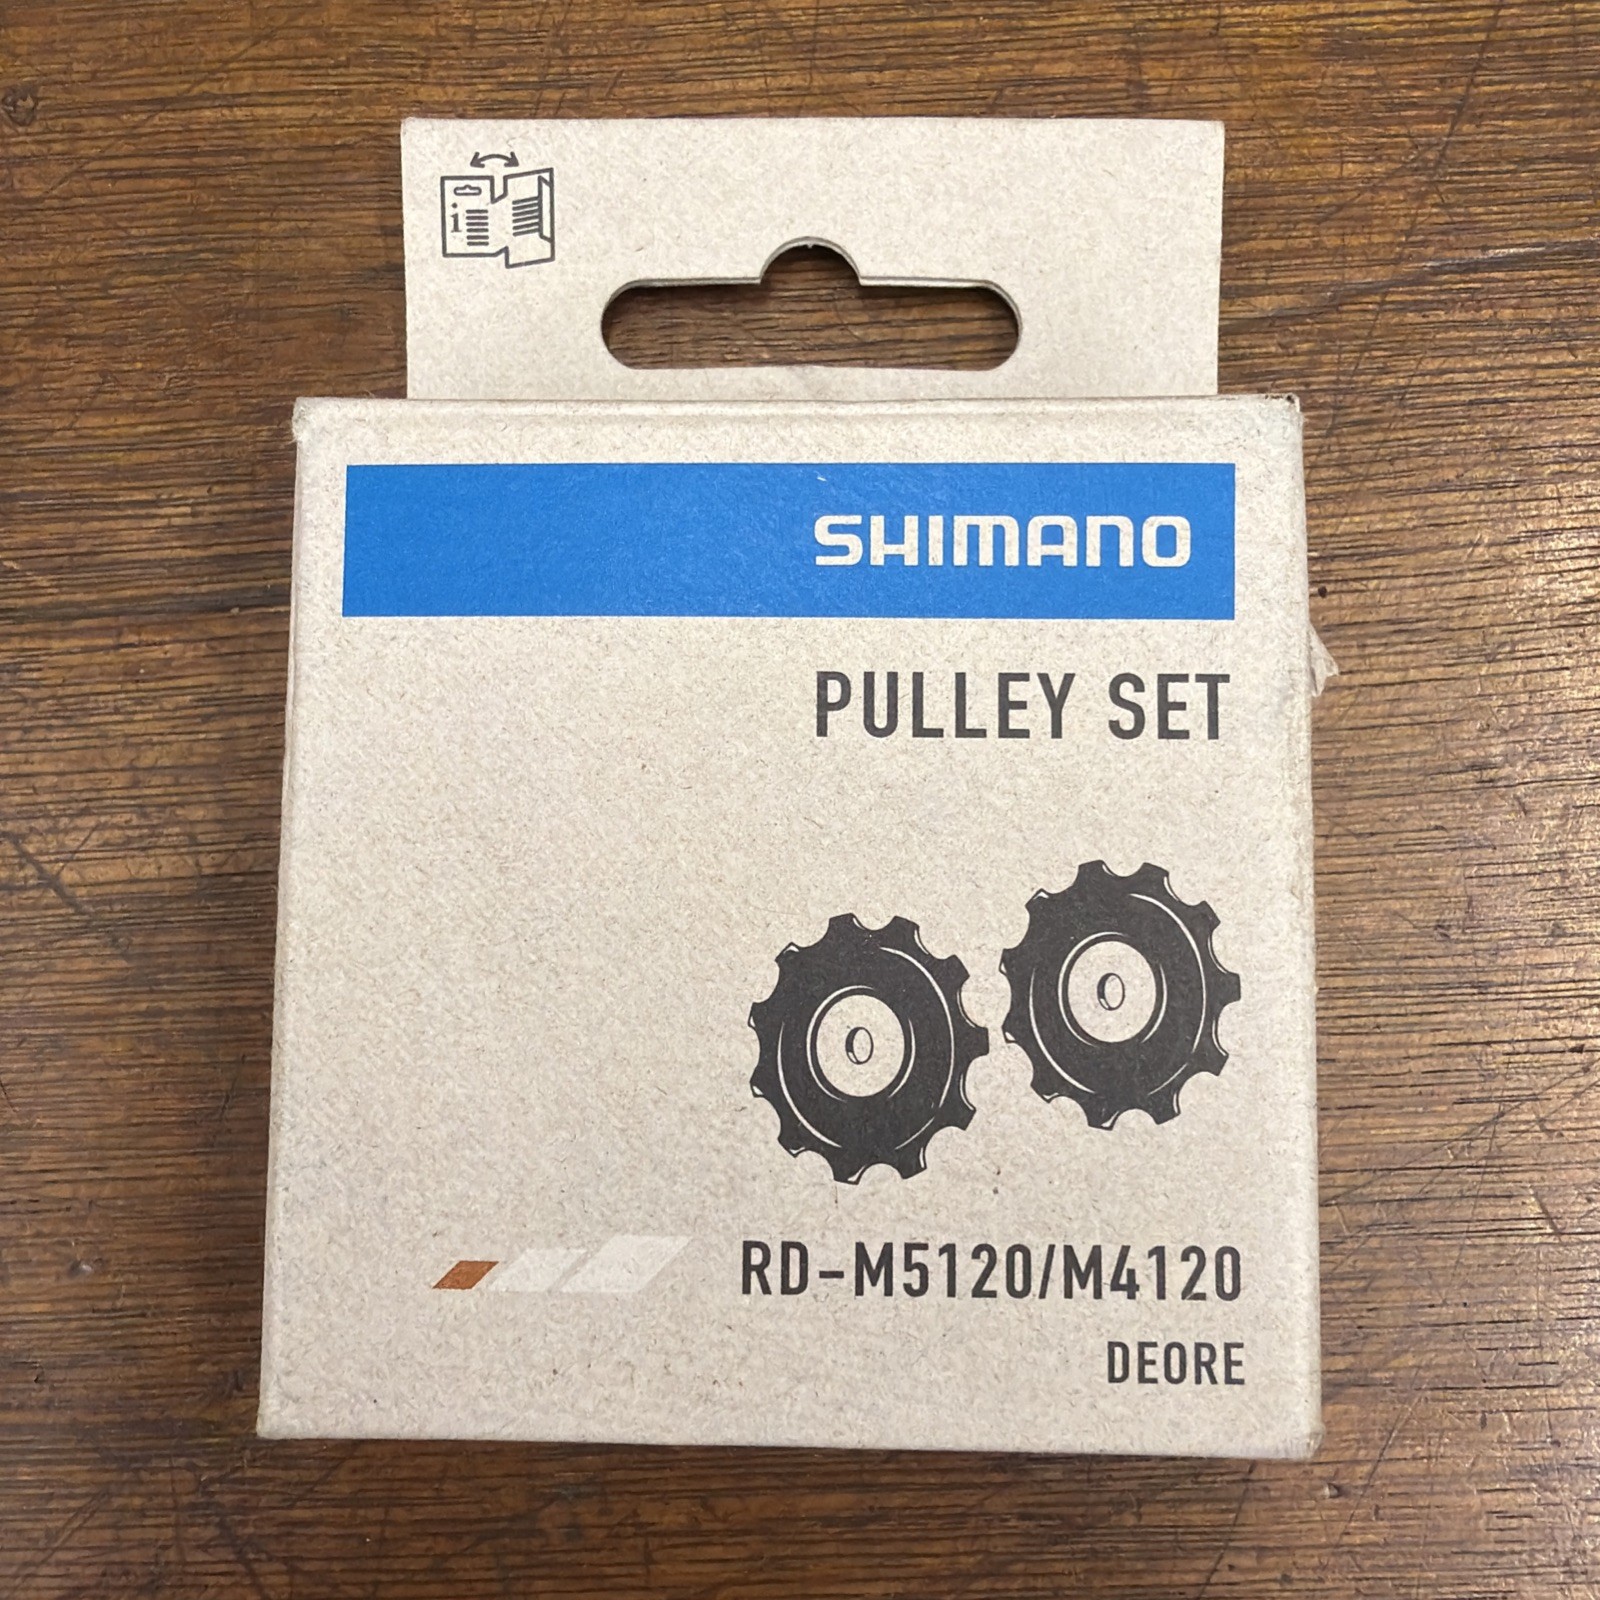 i
SHIMANO
PULLEY SET
RD-M5120/M4120
DEORE